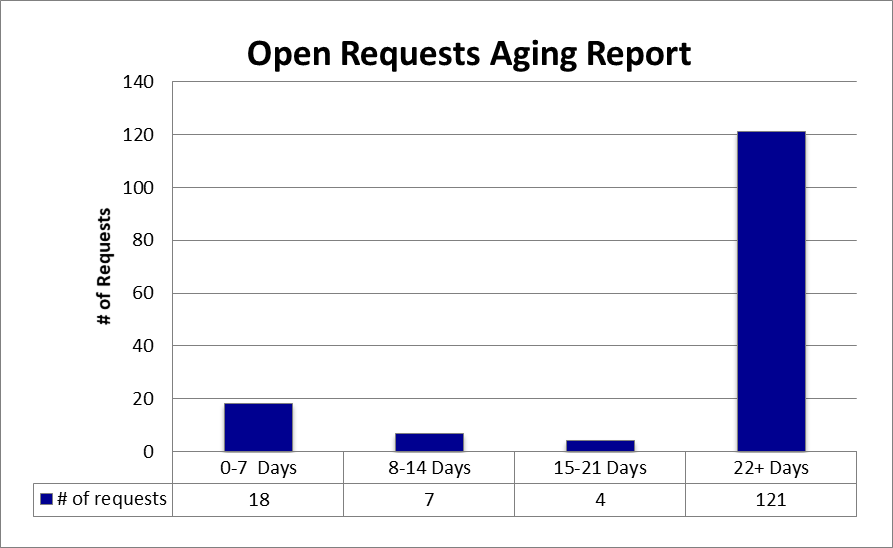 Open Requests Aging Report
# of Requests
140
120
100
80
60
40
20
0
0-7 Days 8-14 Days 15-21 Days 22+ Days
# of requests 18 7 4 121